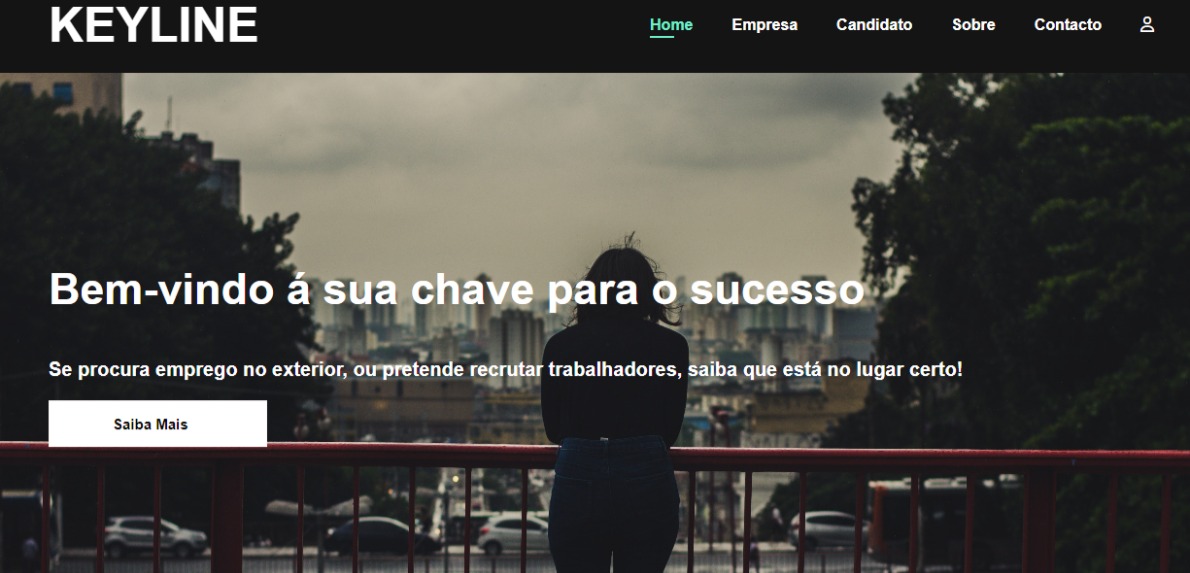 KEYLINE
Home Empresa Candidato Sobre Contacto
Bem-vindo á sua chave para o sucesso
Se procura emprego no exterior, ou pretende recrutar trabalhadores, saiba que está no lugar certo!
Saiba Mais